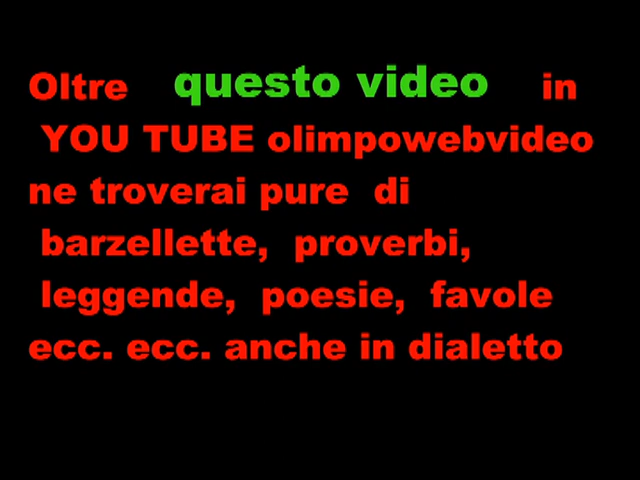 Oltre questo video in
YOU TUBE olimpowebvideo
ne troverai pure di
barzellette, proverbi,
leggende, poesie, favole
ecc. ecc. anche in dialetto